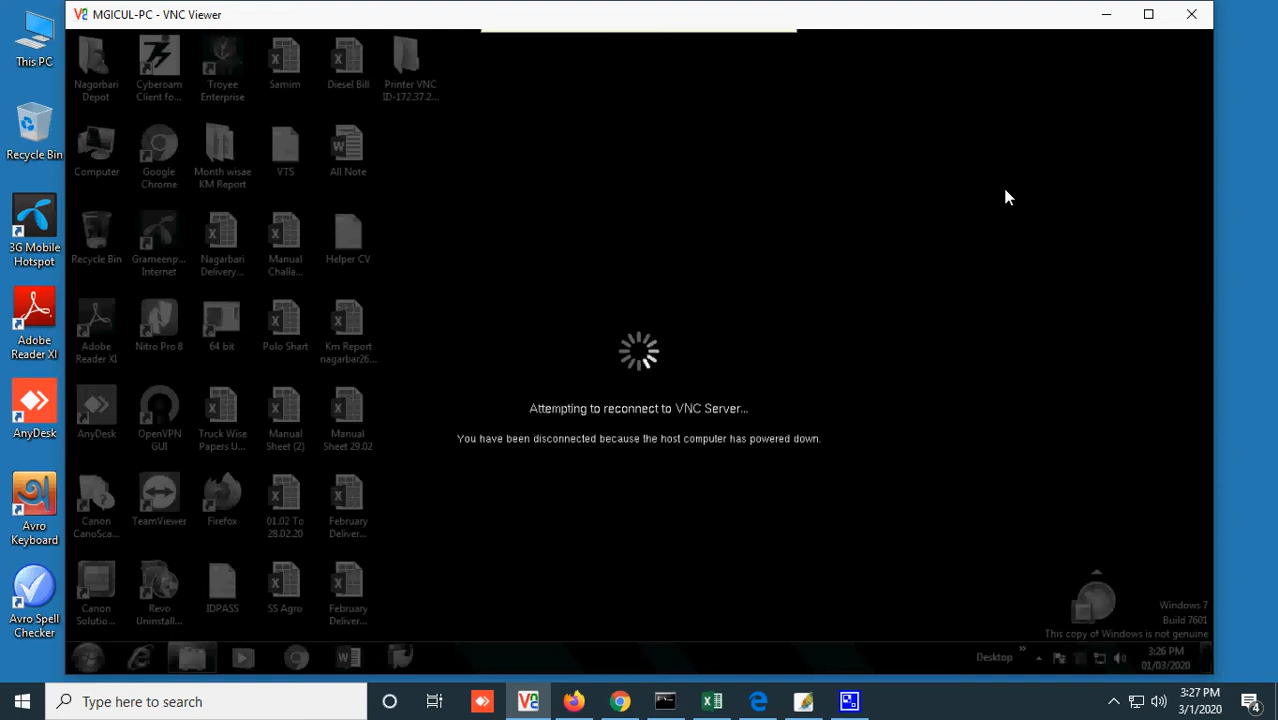 MGICUL-PC - VNC Viewer
This PC
Recycle Bin
3G Mobile
Hotspot
Adobe
Reader XI
AnyDesk
Avro
Keyboard
Avro Spell
Checker
Nagorbari
Depot
Cyberoam
Client fo...
Troyee
Enterprise
Samim
Diesel Bill
Printer VNC
ID-172.37.2...
Computer
Google
Chrome
Month wisae
KM Report
VTS
All Note
Recycle Bin
Grameenp...
Internet
Nagarbari
Delivery...
Manual
Challa...
Helper CV
Adobe
Reader XI
Nitro Pro 8
64 bit
Polo Shart
Km Report
nagarbar26...
AnyDesk
OpenVPN
GUI
Truck Wise
Papers U...
Manual
Sheet (2)
Manual
Sheet 29.02
Canon
CanoSca...
TeamViewer
Firefox
01.02 To
28.02.20
February
Deliver...
Canon
Solutio...
Revo
Uninstall...
IDPASS
SS Agro
February
Deliver...
Attempting to reconnect to VNC Server...
You have been disconnected because the host computer has powered down.
Windows 7
Build 7601
This copy of Windows is not genuine
Desktop
3:26 PM
01/03/2020
Type here to search
3:27 PM
3/1/2020
4